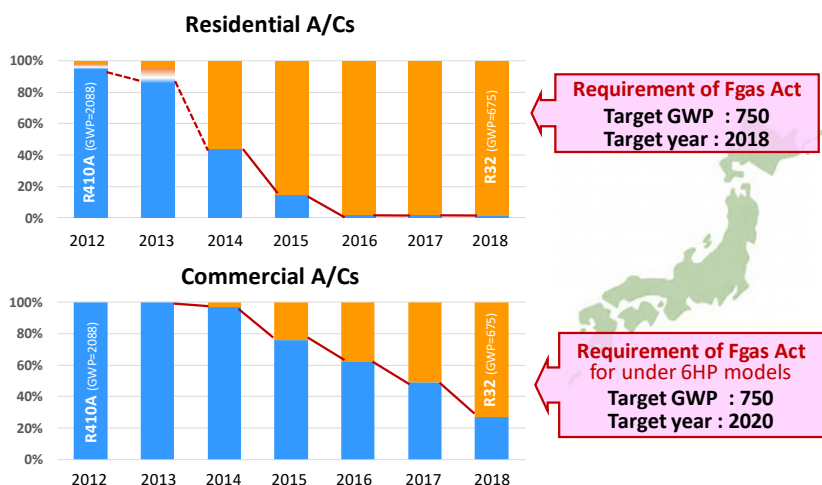 Residential A/Cs
100%
80%
60%
40%
20%
0%
R410A (GWP=2088)
R32 (GWP=675)
2012 2013 2014 2015 2016 2017 2018
Requirement of Fgas Act
Target GWP : 750
Target year : 2018
Commercial A/Cs
100%
80%
60%
40%
20%
0%
R410A (GWP=2088)
R32 (GWP=675)
2012 2013 2014 2015 2016 2017 2018
Requirement of Fgas Act
for under 6HP models
Target GWP : 750
Target year : 2020